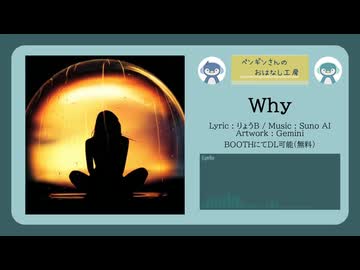 ペンギンさんの
おはなし工房
Why
Lyric : りょうB / Music : Suno AI
Artwork : Gemini
BOOTHにてDL可能(無料)
Lyric